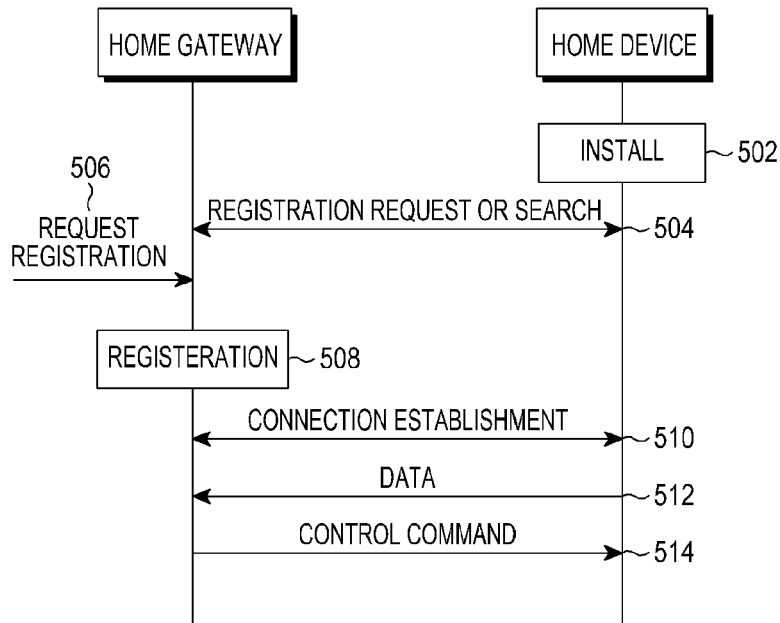 HOME GATEWAY
HOME DEVICE
INSTALL
502
506
REQUEST
REGISTRATION
REGISTRATION REQUEST OR SEARCH
504
REGISTERATION
508
CONNECTION ESTABLISHMENT
510
DATA
512
CONTROL COMMAND
514